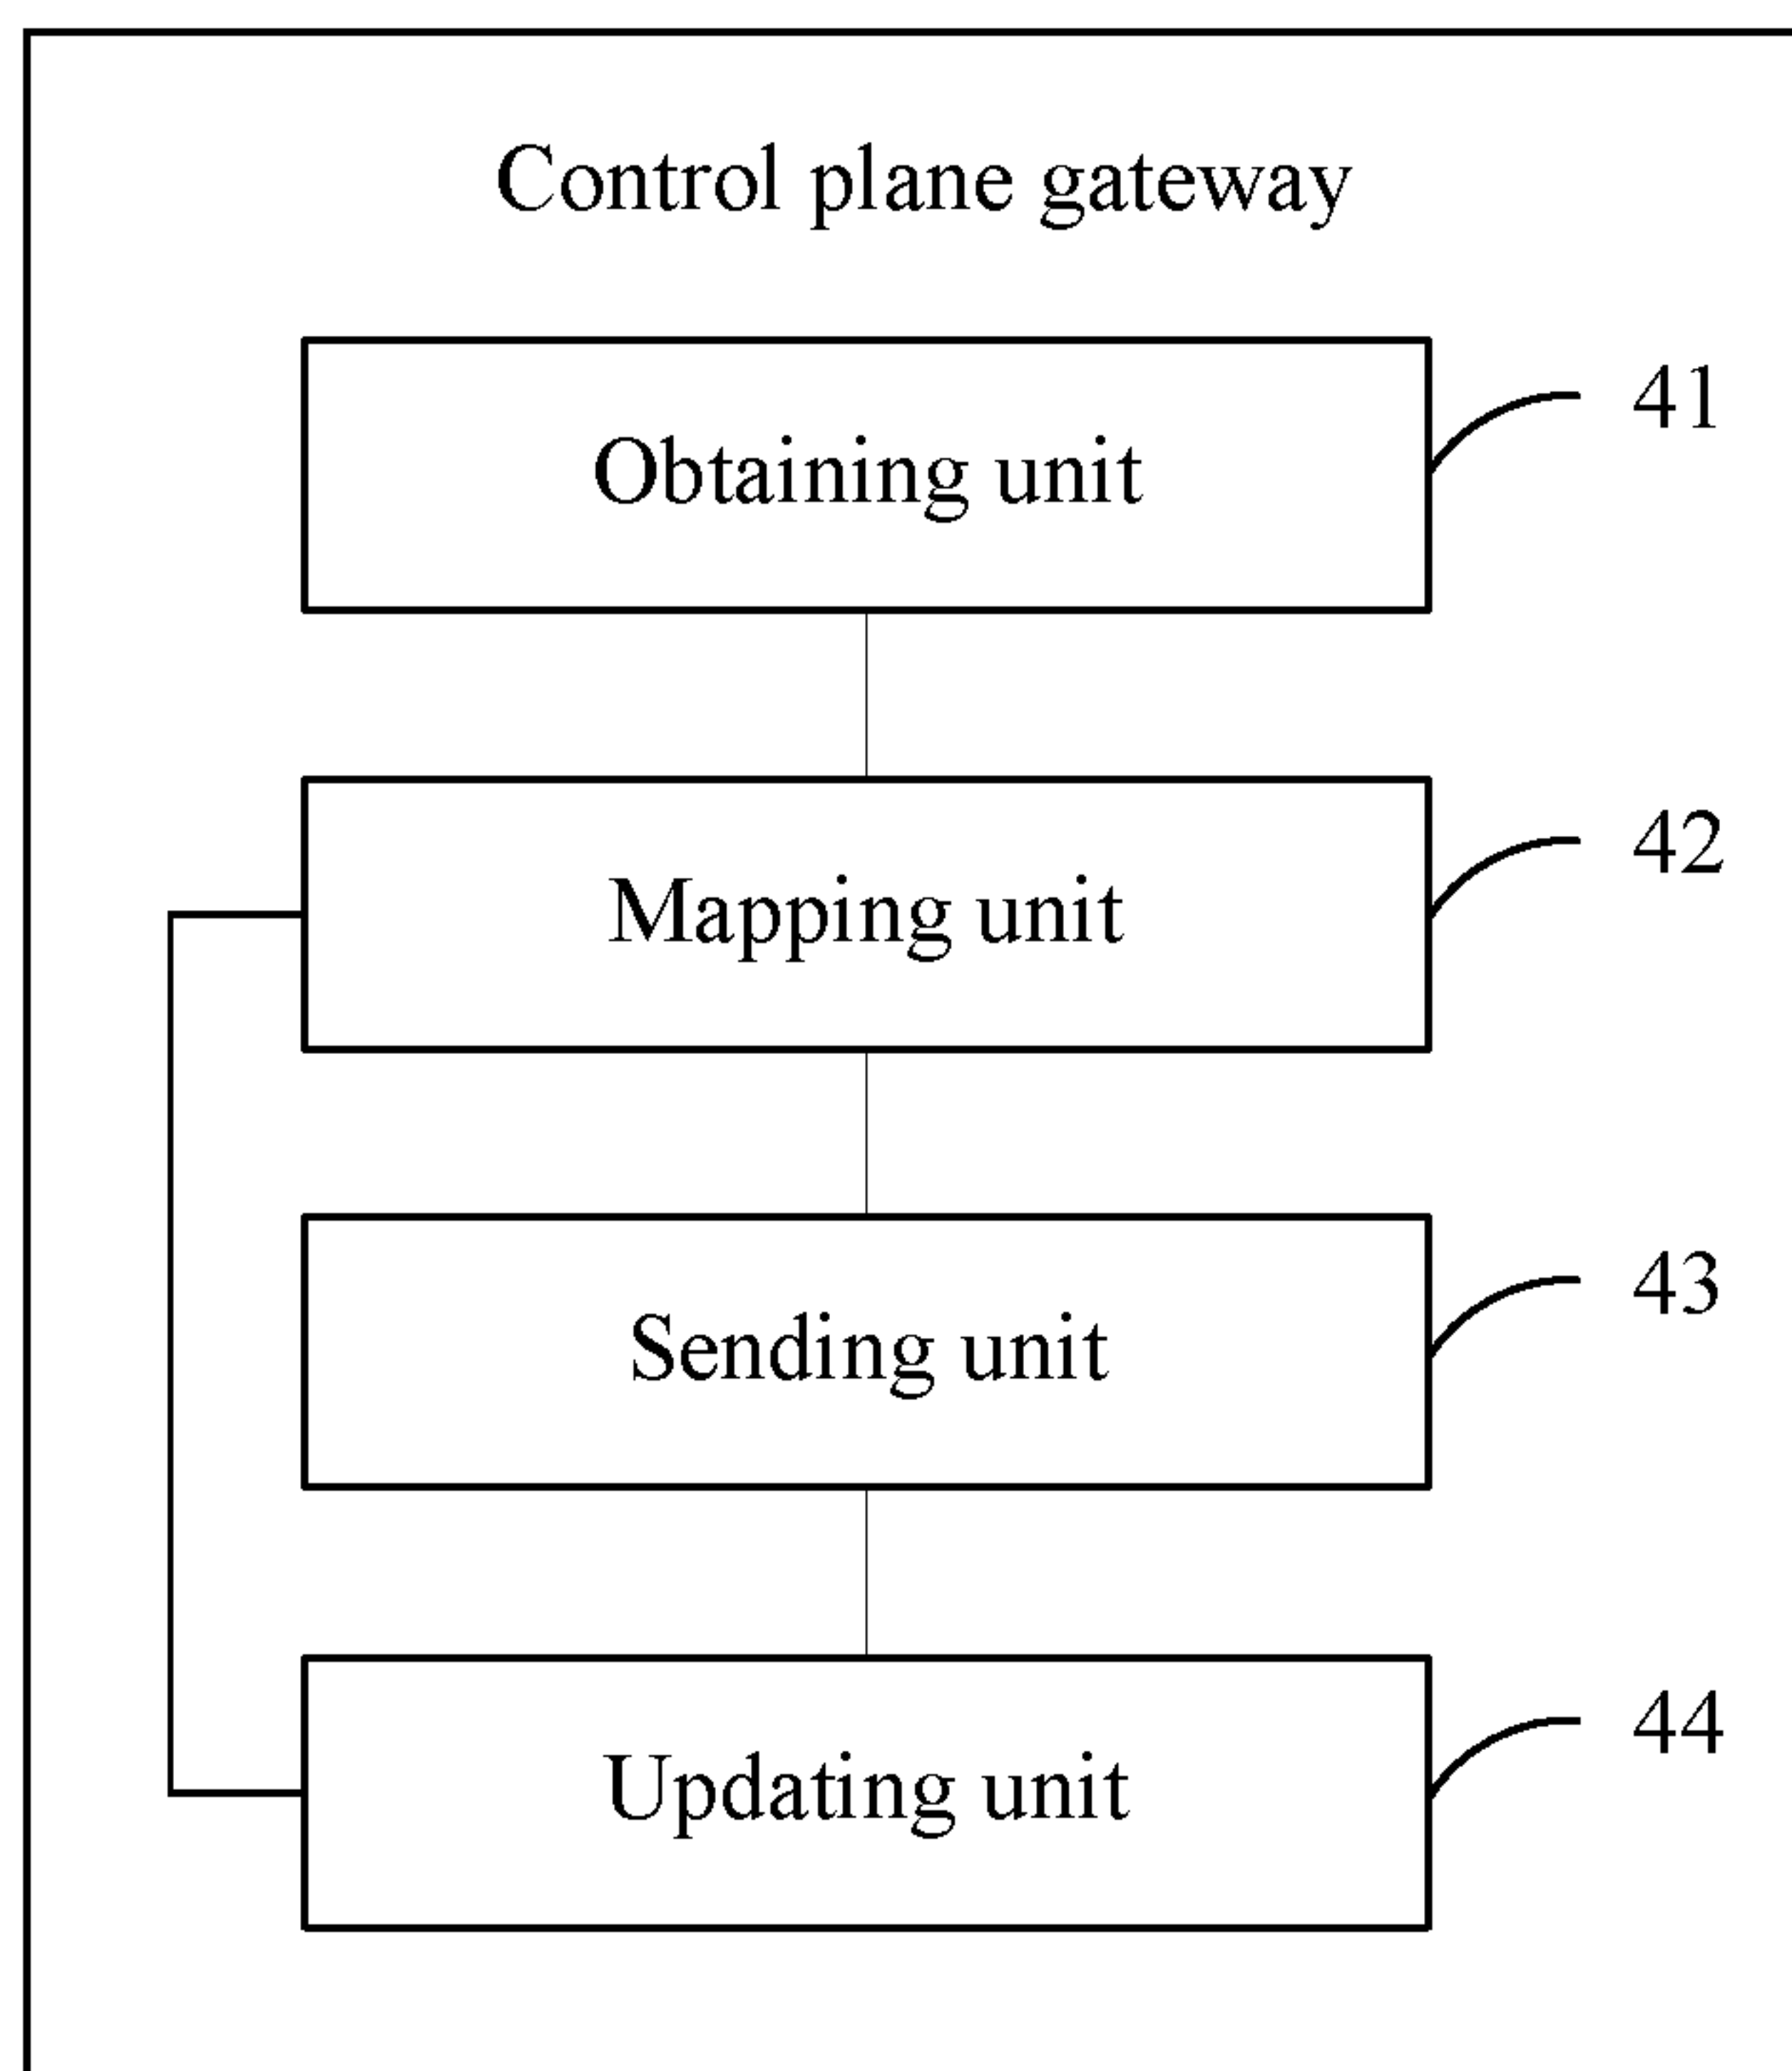 Control plane gateway
Obtaining unit
41
Mapping unit
42
Sending unit
43
Updating unit
44